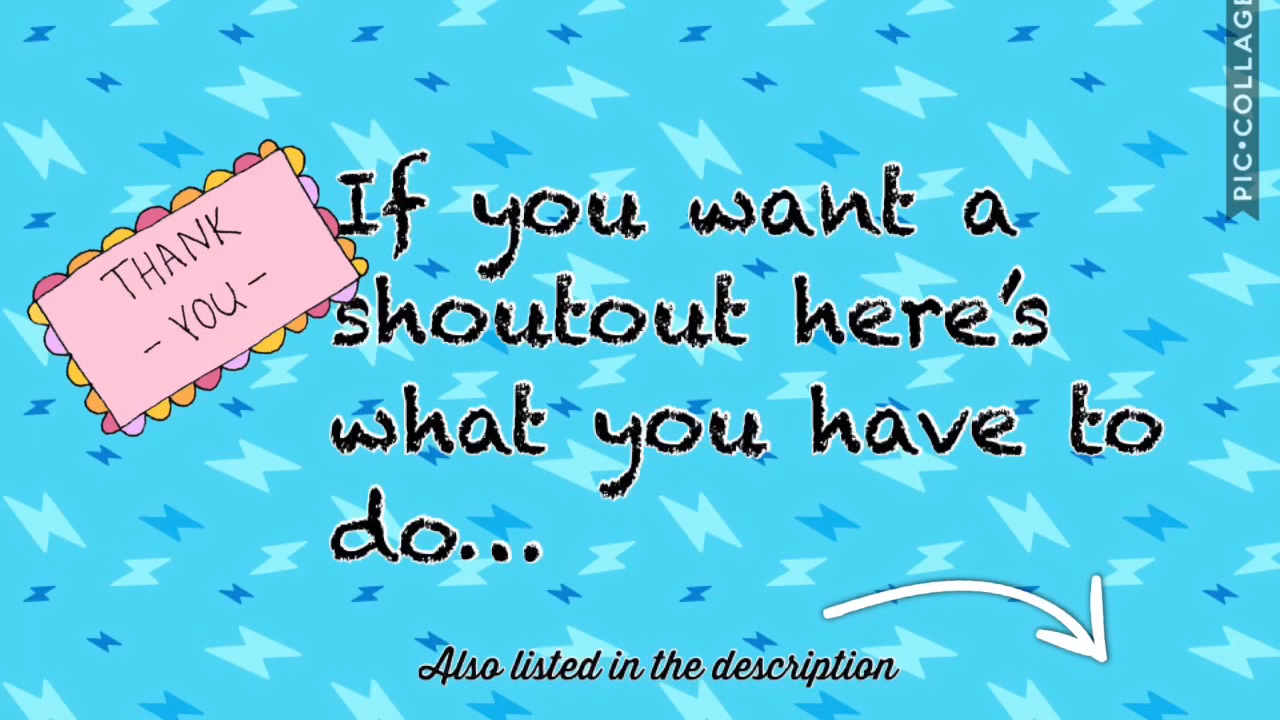 PIC•COLLAGE
THANK
- YOU -
If you want a
shoutout here's
what you have to
do...
Also listed in the description